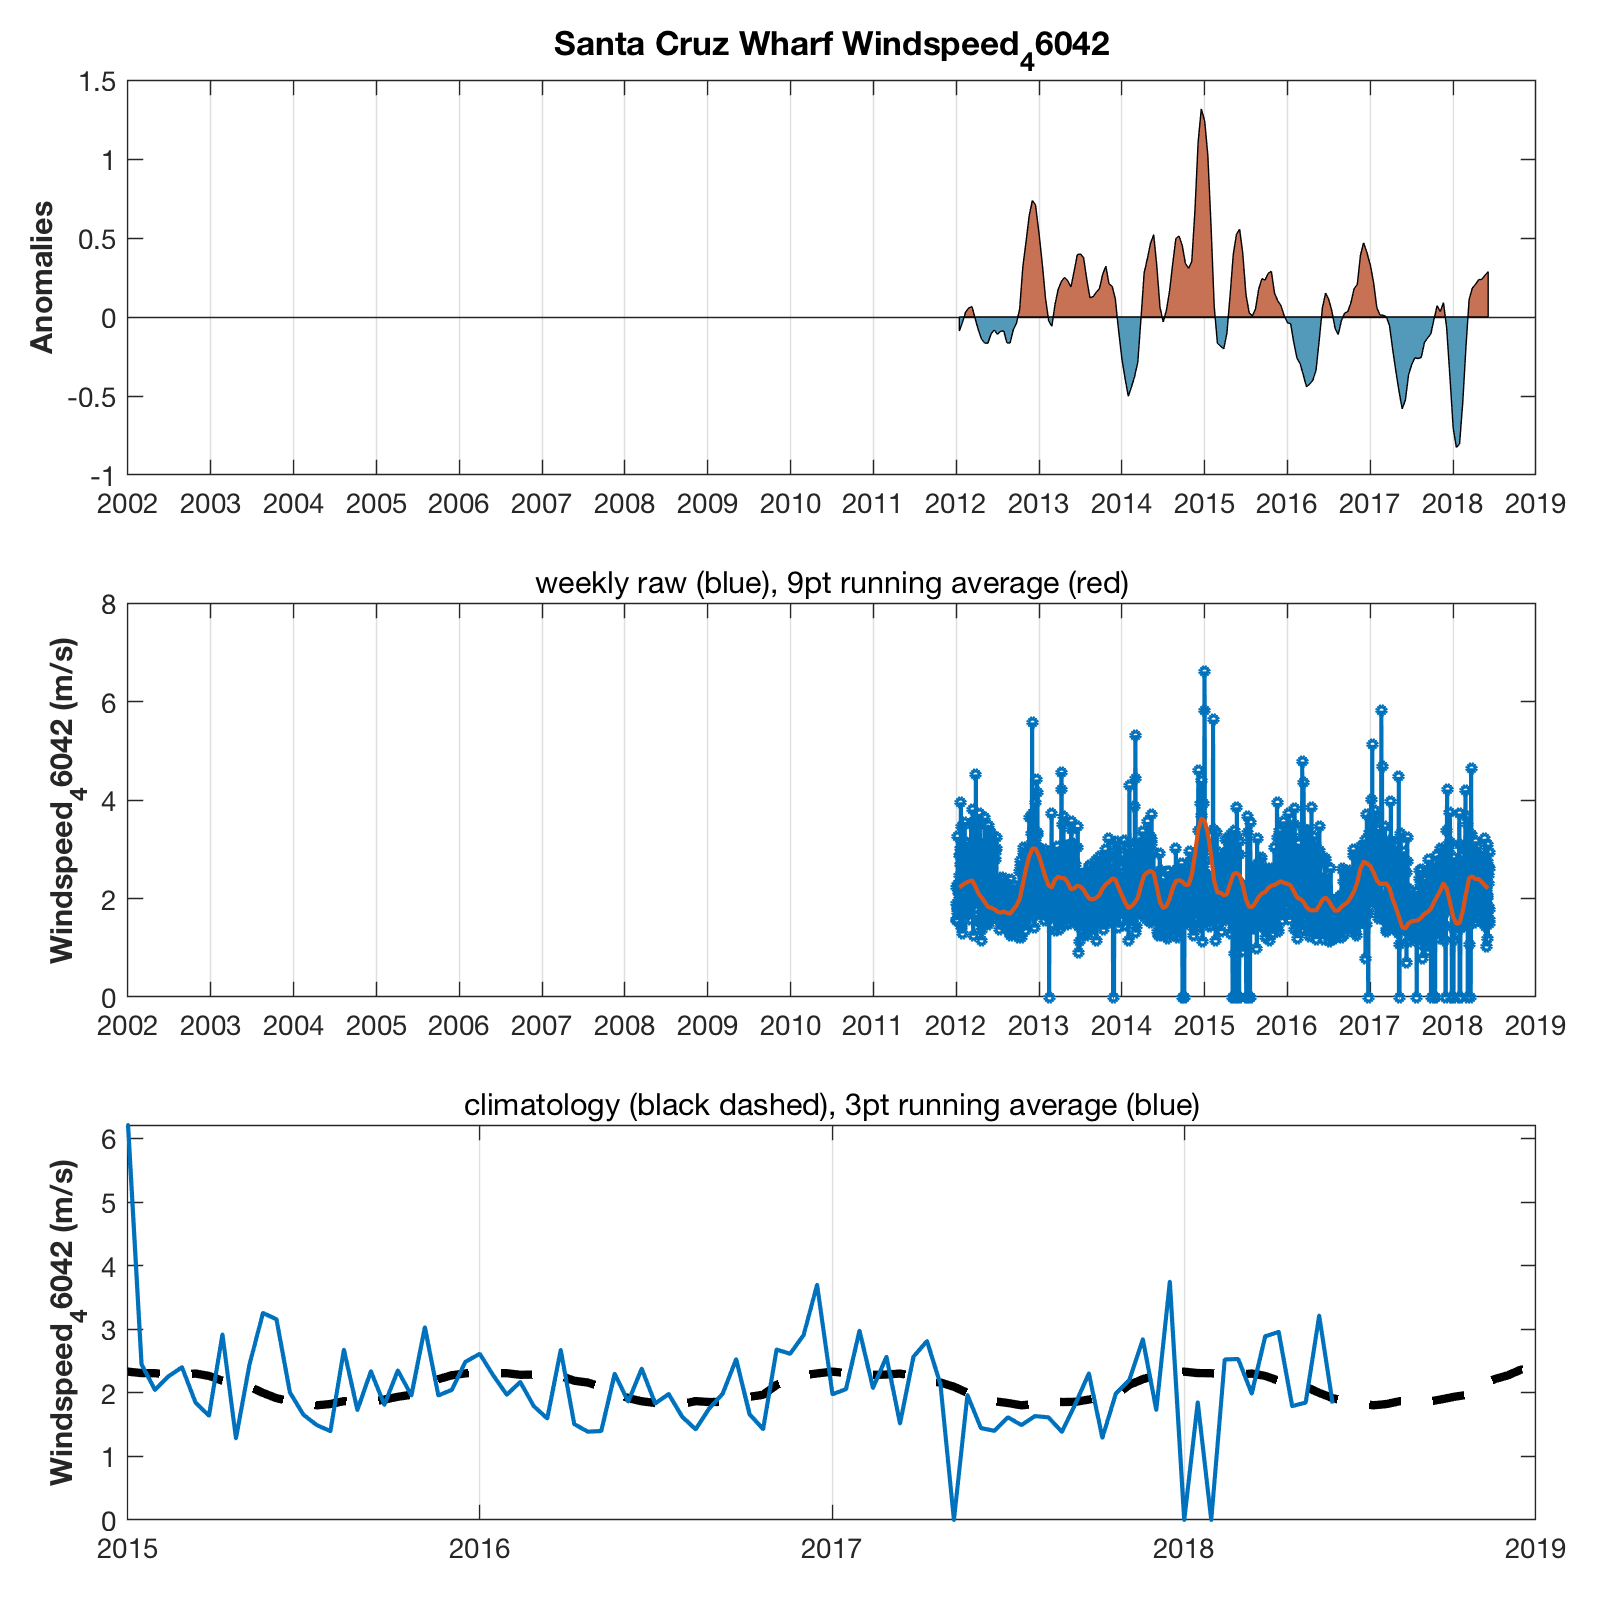 Santa Cruz Wharf Windspeed₄6042
Anomalies
1.5
1
0.5
0
-0.5
-1
2002 2003 2004 2005 2006 2007 2008 2009 2010 2011 2012 2013 2014 2015 2016 2017 2018 2019
weekly raw (blue), 9pt running average (red)
Windspeed₄6042 (m/s)
8
6
4
2
0
2002 2003 2004 2005 2006 2007 2008 2009 2010 2011 2012 2013 2014 2015 2016 2017 2018 2019
climatology (black dashed), 3pt running average (blue)
Windspeed₄6042 (m/s)
6
5
4
3
2
1
0
2015 2016 2017 2018 2019